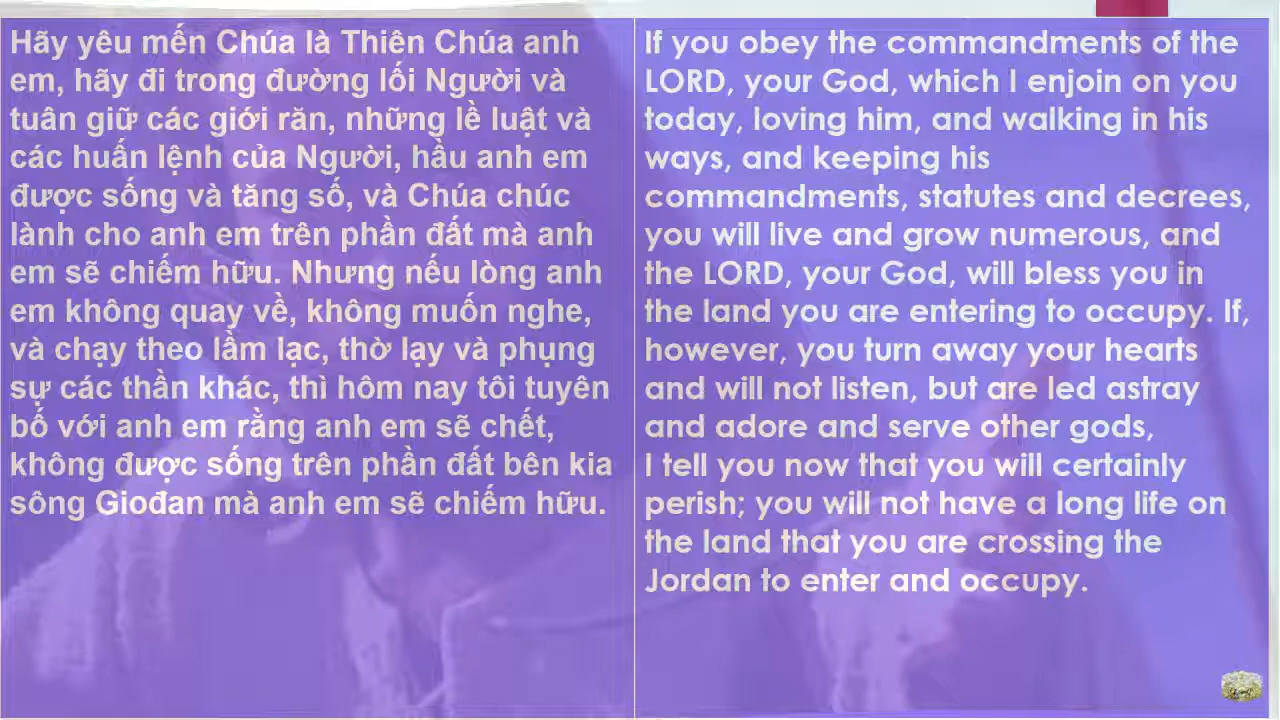 Hãy yêu mến Chúa là Thiên Chúa anh
em, hãy đi trong đường lối Người và
tuân giữ các giới răn, những lề luật và
các huấn lệnh của Người, hầu anh em
được sống và tăng số, và Chúa chúc
lành cho anh em trên phần đất mà anh
em sẽ chiếm hữu. Nhưng nếu lòng anh
em không quay về, không muốn nghe,
và chạy theo lầm lạc, thờ lạy và phụng
sự các thần khác, thì hôm nay tôi tuyên
bố với anh em rằng anh em sẽ chết,
không được sống trên phần đất bên kia
sông Giođan mà anh em sẽ chiếm hữu.
If you obey the commandments of the
LORD, your God, which I enjoin on you
today, loving him, and walking in his
ways, and keeping his
commandments, statutes and decrees,
you will live and grow numerous, and
the LORD, your God, will bless you in
the land you are entering to occupy. If,
however, you turn away your hearts
and will not listen, but are led astray
and adore and serve other gods,
I tell you now that you will certainly
perish; you will not have a long life on
the land that you are crossing the
Jordan to enter and occupy.